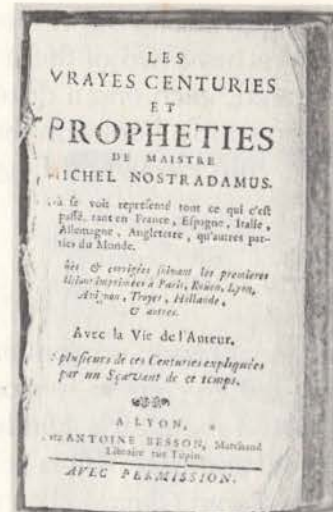 LES
VRAYES CENTURIES
ET
PROPHETIES
DE MAISTRE
MICHEL NOSTRADAMUS.
Où se voit representé tout ce qui c'est
passé, tant en France, Espagne, Italie,
Allemagne, Angleterre, qu'autres par-
ties du Monde.
& corrigées suivant les premieres
imprimées à Paris, Rouen, Lyon,
Avignon, Troyes, Hollande,
& autres.
Avec la Vie de l'Auteur.
plusieurs de ces Centuries expliquées
par un Sçavant de ce temps.
A LYON,
ANTOINE BESSON, Marchand
Libraire ruë Tupin.
AVEC PERMISSION.